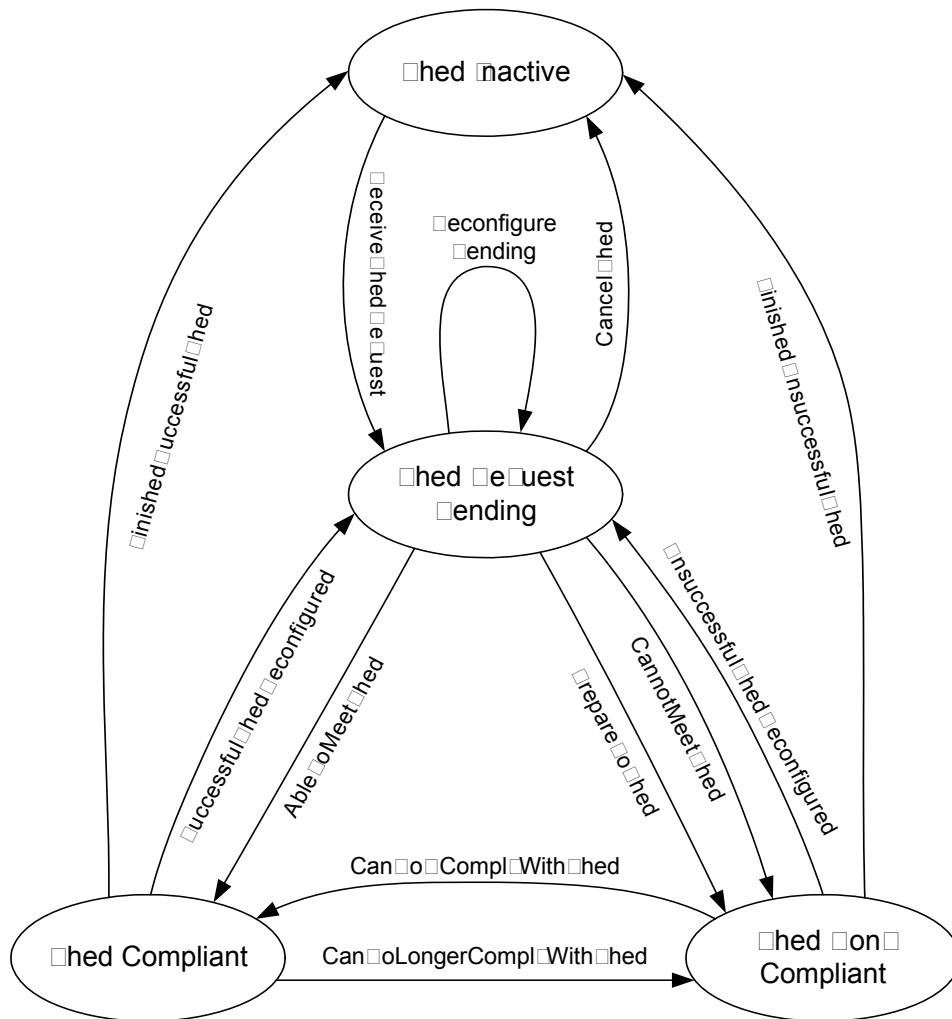 □hed □nactive
□eceive□hed□e□uest
□econfigure
□ending
Cancel□hed
□inished□uccessful□hed
□inished□nsuccessful□hed
□hed □e□uest
□ending
□uccessful□hed□econfigured
Able□oMeet□hed
□repare□o□hed
CannotMeet□hed
□nsuccessful□hed□econfigured
Can□o□Compl□With□hed
□hed Compliant
Can□oLongerCompl□With□hed
□hed □on□
Compliant